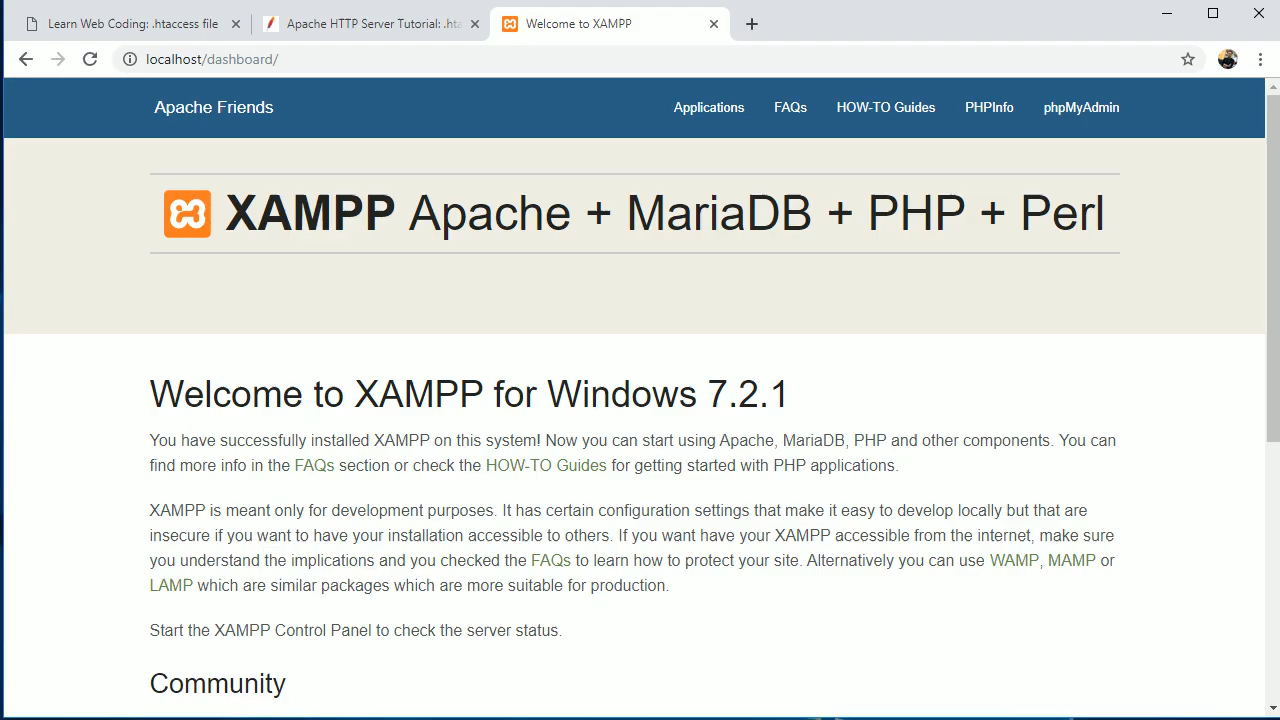 Learn Web Coding: .htaccess file
Apache HTTP Server Tutorial: .hta
Welcome to XAMPP
localhost/dashboard/
Apache Friends
Applications
FAQs
HOW-TO Guides
PHPInfo
phpMyAdmin
XAMPP Apache + MariaDB + PHP + Perl
Welcome to XAMPP for Windows 7.2.1
You have successfully installed XAMPP on this system! Now you can start using Apache, MariaDB, PHP and other components. You can
find more info in the FAQs section or check the HOW-TO Guides for getting started with PHP applications.
XAMPP is meant only for development purposes. It has certain configuration settings that make it easy to develop locally but that are
insecure if you want to have your installation accessible to others. If you want have your XAMPP accessible from the internet, make sure
you understand the implications and you checked the FAQs to learn how to protect your site. Alternatively you can use WAMP, MAMP or
LAMP which are similar packages which are more suitable for production.
Start the XAMPP Control Panel to check the server status.
Community